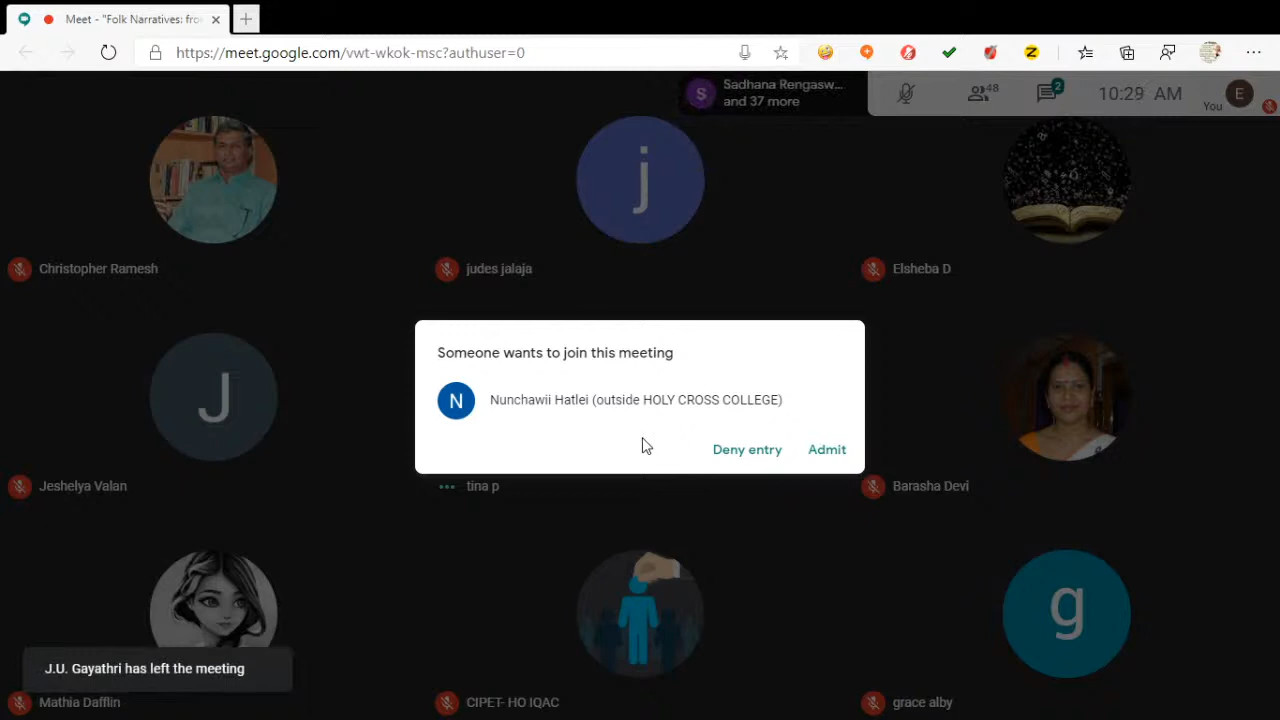 Meet - "Folk Narratives: fro
https://meet.google.com/vwt-wkok-msc?authuser=0
S
Sadhana Rengasw...
and 37 more
48
2
10:29 AM
You
E
j
Christopher Ramesh
judes jalaja
Elsheba D
Someone wants to join this meeting
N
Nunchawii Hatlei (outside HOLY CROSS COLLEGE)
Deny entry
Admit
J
Jeshelya Valan
tina p
Barasha Devi
g
J.U. Gayathri has left the meeting
Mathia Dafflin
CIPET- HO IQAC
grace alby